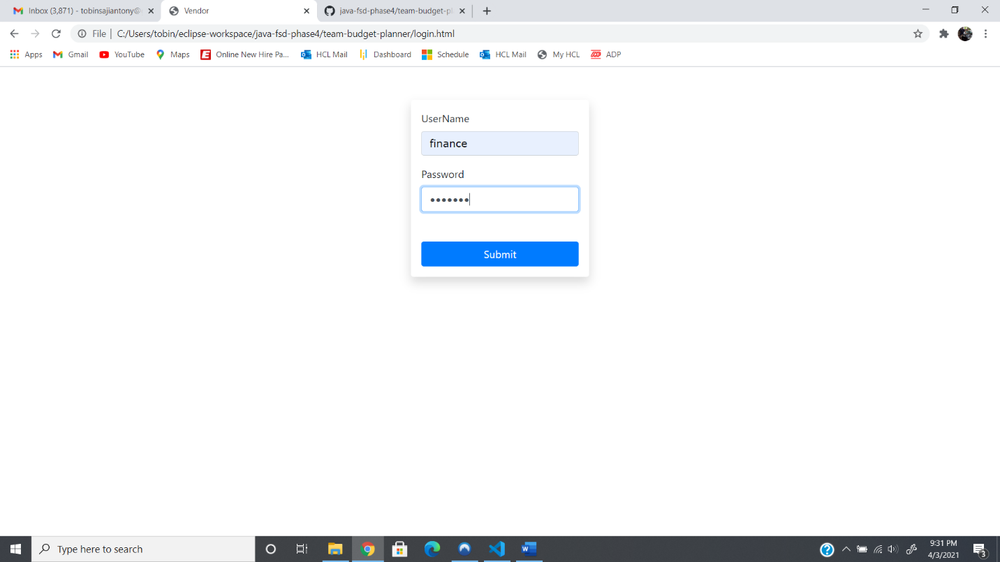 Inbox (3,871) - tobinsajiantony@
Vendor
java-fsd-phase4/team-budget-pl
File
C:/Users/tobin/eclipse-workspace/java-fsd-phase4/team-budget-planner/login.html
Apps Gmail YouTube Maps Online New Hire Pa... HCL Mail Dashboard Schedule HCL Mail My HCL ADP
UserName
finance
Password
•••••••
Submit
Type here to search
9:31 PM
4/3/2021
3